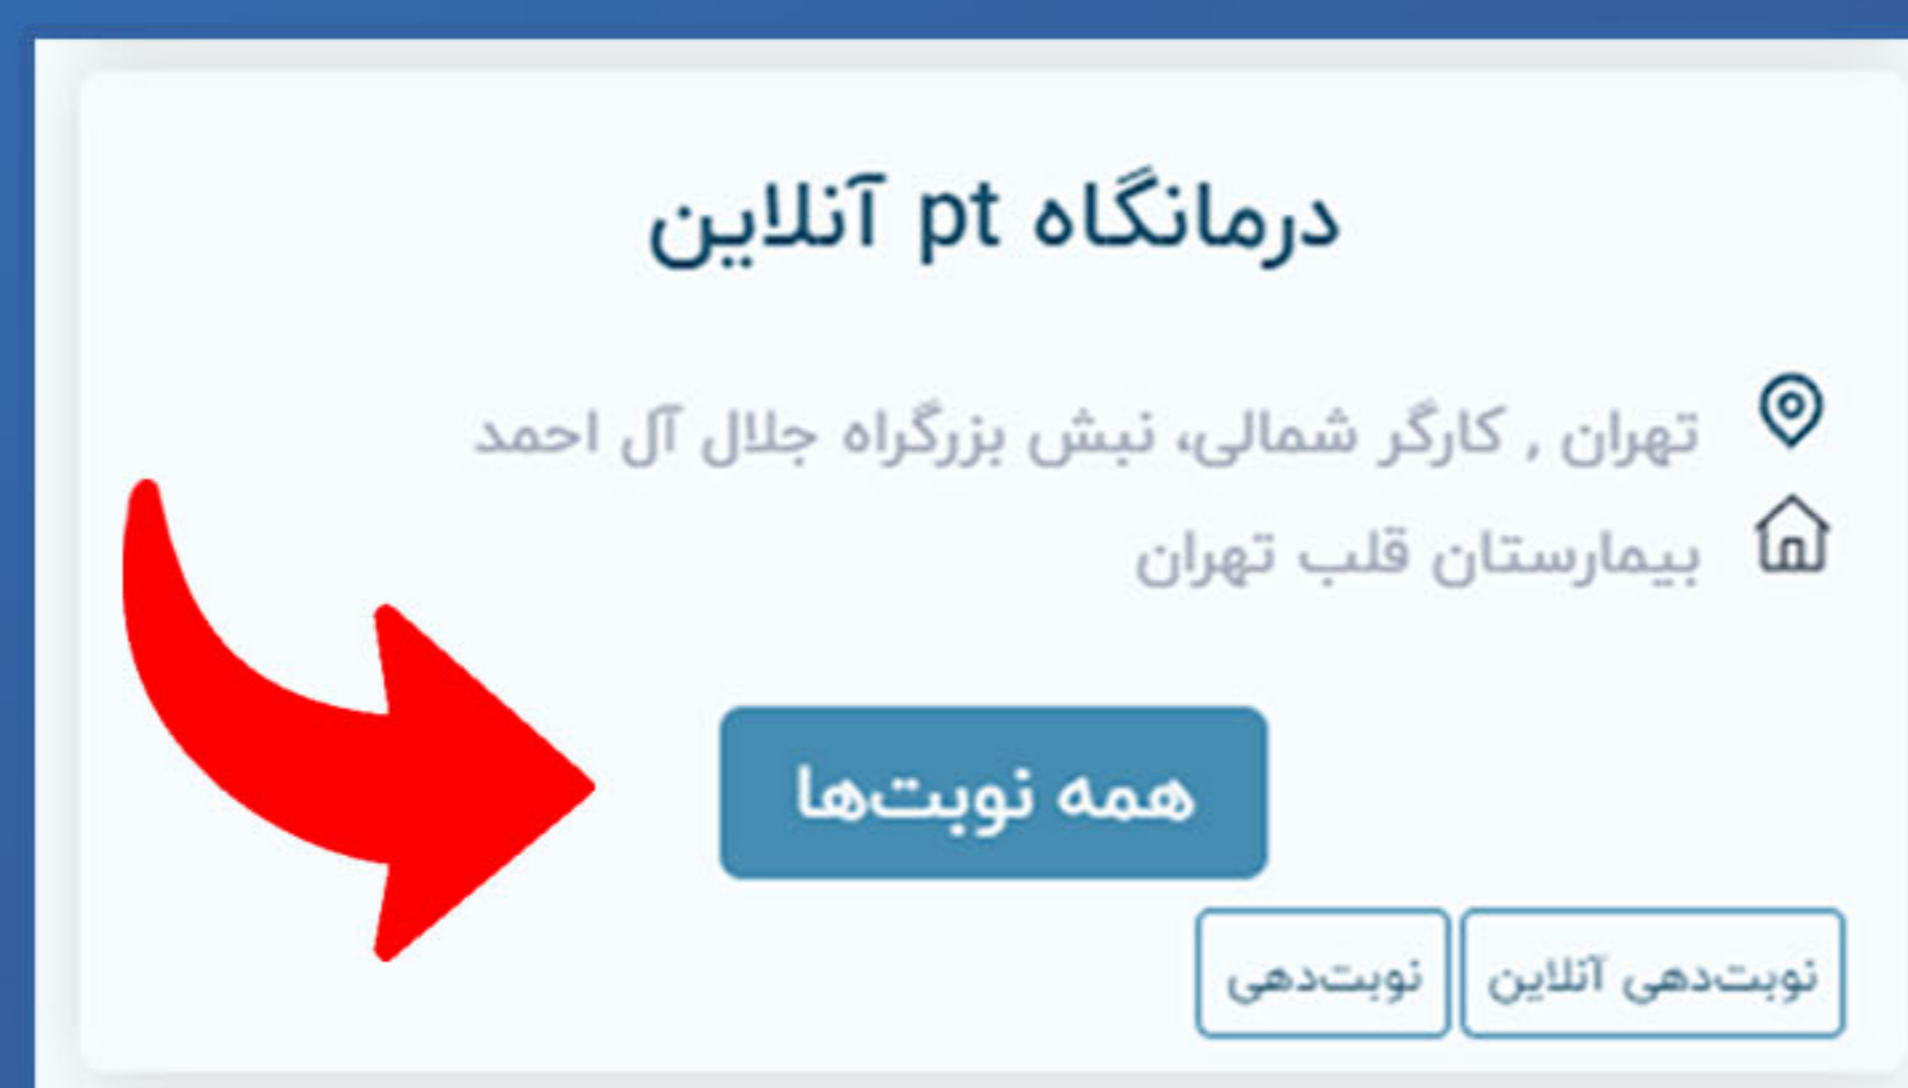 درمانگاه pt آنلاین
تهران , کارگر شمالی، نبش بزرگراه جلال آل احمد
بیمارستان قلب تهران
همه نوبت‌ها
نوبت‌دهی آنلاین نوبت‌دهی